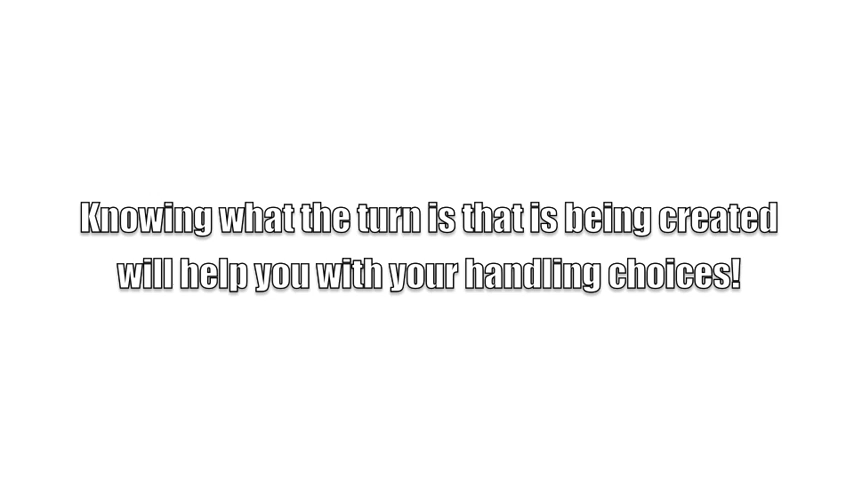 Knowing what the turn is that is being created
will help you with your handling choices!